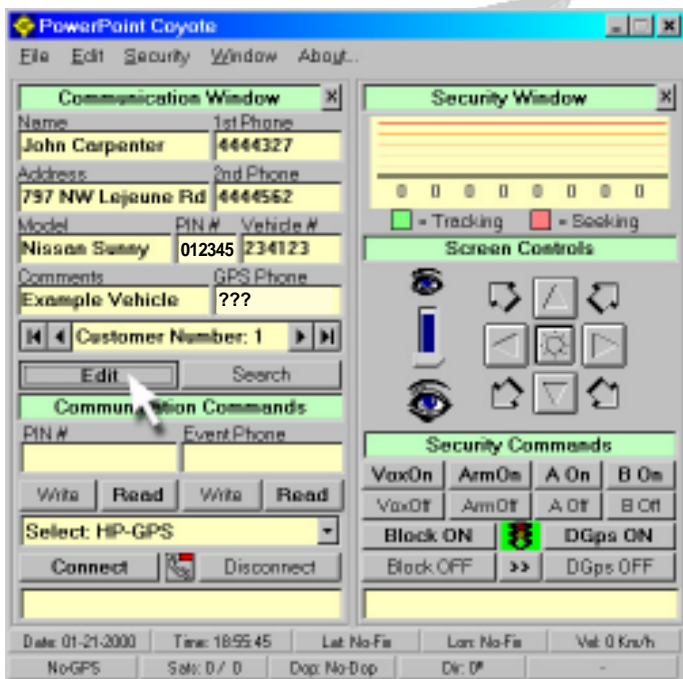 PowerPoint Coyote
File Edit Security Window About...
Communication Window
Name 1st Phone
John Carpenter 4444327
Address 2nd Phone
797 NW Lejeune Rd 4444562
Model PIN # Vehicle #
Nissan Sunny 012345 234123
Comments GPS Phone
Example Vehicle ???
Customer Number: 1
Edit Search
Communication Commands
PIN # Event Phone
Write Read Write Read
Select: HP-GPS
Connect Disconnect
Security Window
0 0 0 0 0 0 0 0
= Tracking = Seeking
Screen Controls
Security Commands
VoxOn ArmOn A On B On
VoxOff ArmOff A Off B Off
Block ON DGps ON
Block OFF >> DGps OFF
Date: 01-21-2000 Time: 18:55:45 Lat: No-Fix Lon: No-Fix Vel: 0 Km/h
No-GPS Sats: 0 / 0 Dop: No-Dop Dir: 0º -